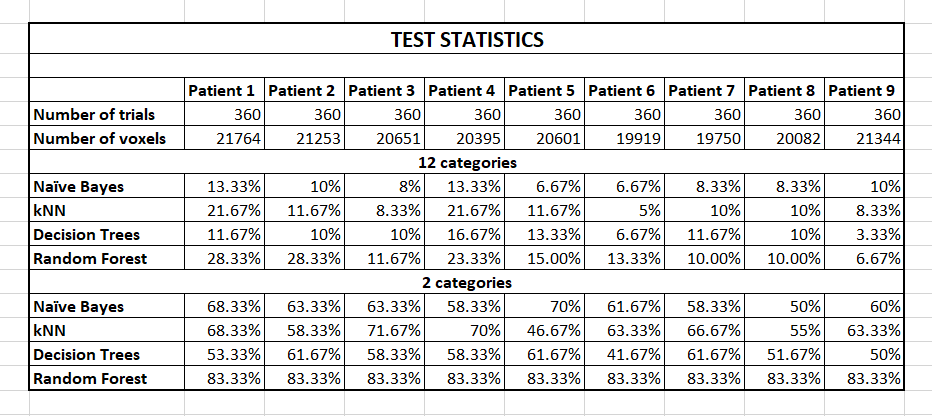 TEST STATISTICS
Patient 1 Patient 2 Patient 3 Patient 4 Patient 5 Patient 6 Patient 7 Patient 8 Patient 9
Number of trials 360 360 360 360 360 360 360 360 360
Number of voxels 21764 21253 20651 20395 20601 19919 19750 20082 21344
12 categories
Naïve Bayes 13.33% 10% 8% 13.33% 6.67% 6.67% 8.33% 8.33% 10%
kNN 21.67% 11.67% 8.33% 21.67% 11.67% 5% 10% 10% 8.33%
Decision Trees 11.67% 10% 10% 16.67% 13.33% 6.67% 11.67% 10% 3.33%
Random Forest 28.33% 28.33% 11.67% 23.33% 15.00% 13.33% 10.00% 10.00% 6.67%
2 categories
Naïve Bayes 68.33% 63.33% 63.33% 58.33% 70% 61.67% 58.33% 50% 60%
kNN 68.33% 58.33% 71.67% 70% 46.67% 63.33% 66.67% 55% 63.33%
Decision Trees 53.33% 61.67% 58.33% 58.33% 61.67% 41.67% 61.67% 51.67% 50%
Random Forest 83.33% 83.33% 83.33% 83.33% 83.33% 83.33% 83.33% 83.33% 83.33%